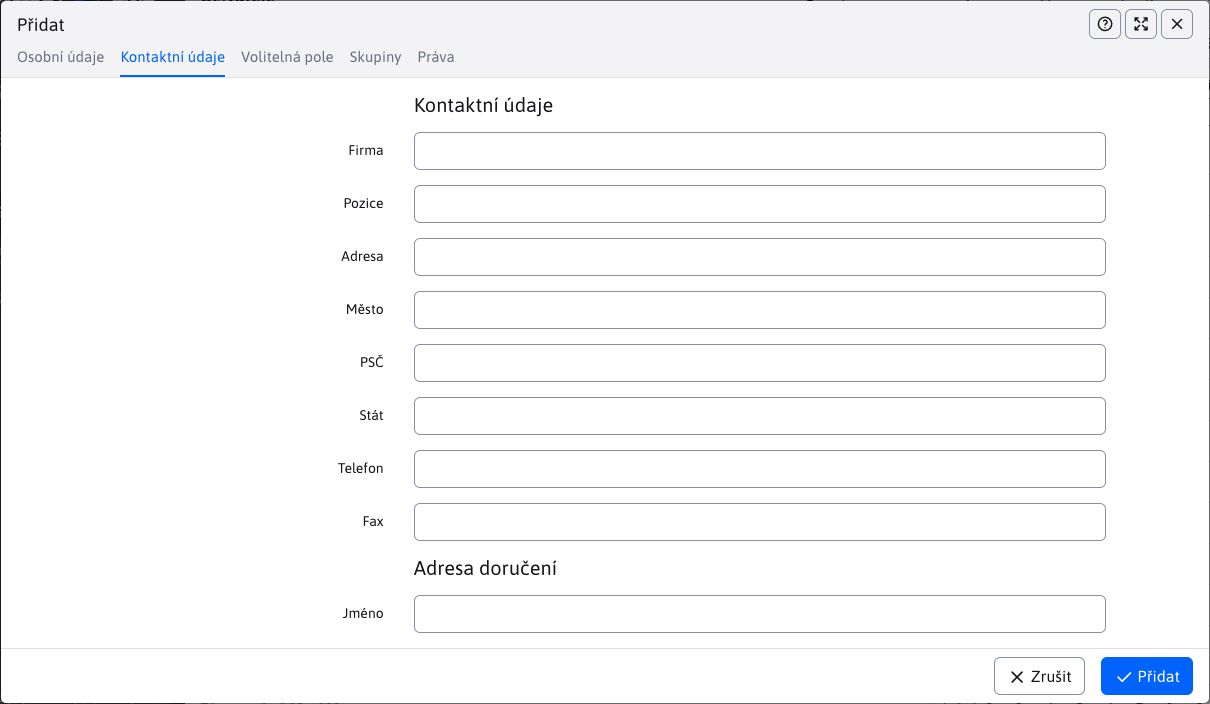 Přidat
Osobní údaje Kontaktní údaje Volitelná pole Skupiny Práva
Kontaktní údaje
Firma
Pozice
Adresa
Město
PSČ
Stát
Telefon
Fax
Adresa doručení
Jméno
Zrušit Přidat